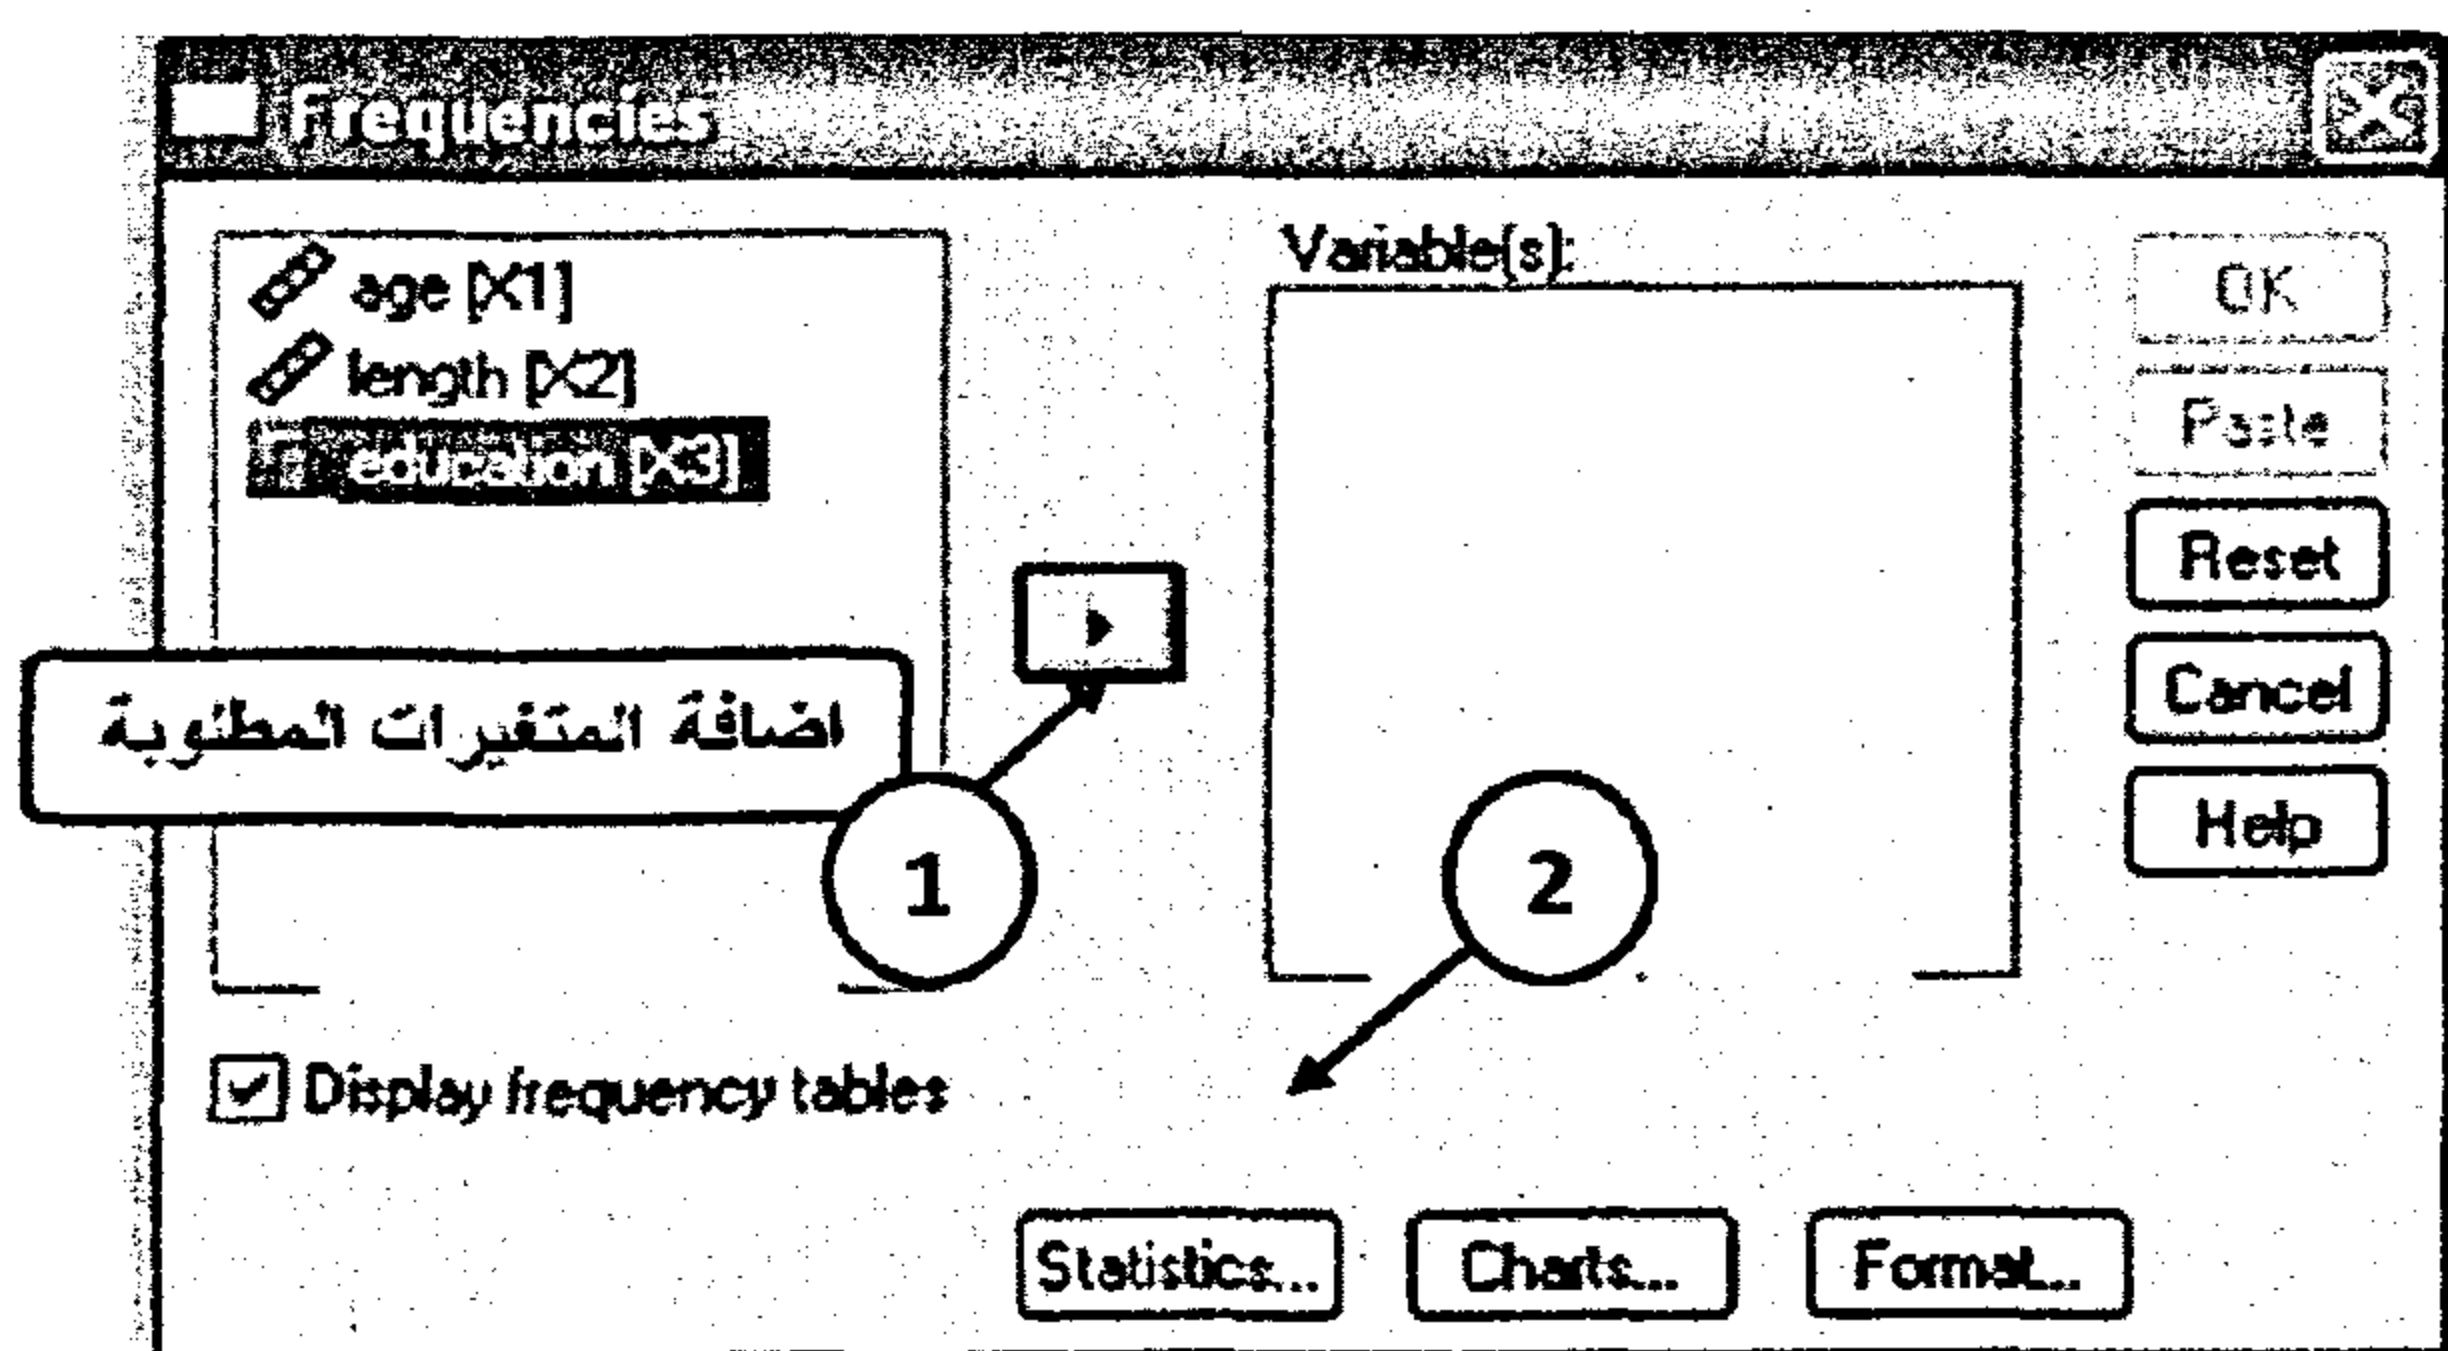 Frequencies
Variable(s):
age [X1]
length [X2]
education [X3]
OK
Paste
Reset
Cancel
Help
اضافة المتغيرات المطلوبة
1
2
Display frequency tables
Statistics...
Charts...
Format...